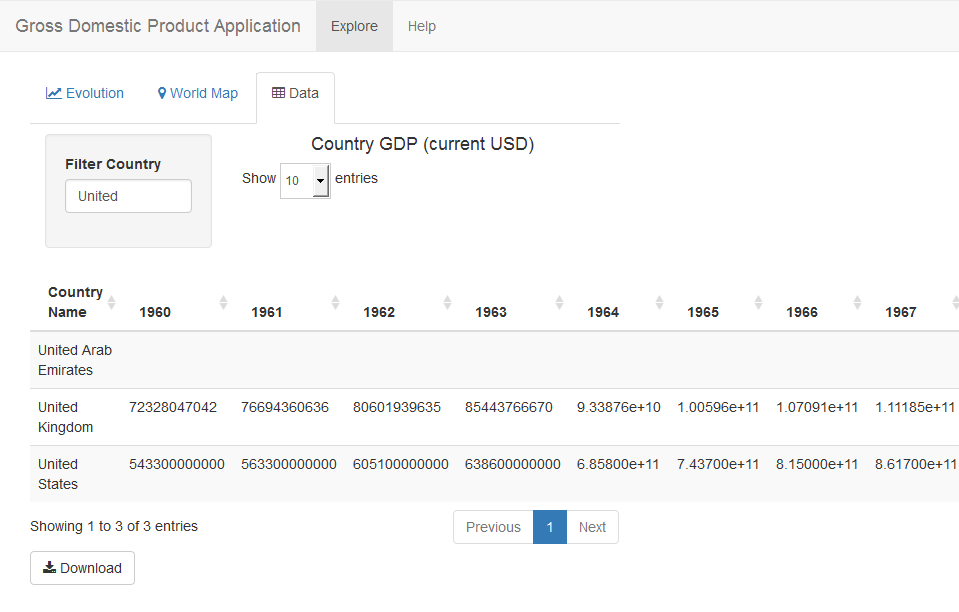 Gross Domestic Product Application Explore Help
Evolution World Map Data
Country GDP (current USD)
Filter Country
Show 10 entries
United
Country
Name 1960 1961 1962 1963 1964 1965 1966 1967
United Arab
Emirates
United
Kingdom 72328047042 76694360636 80601939635 85443766670 9.33876e+10 1.00596e+11 1.07091e+11 1.11185e+11
United
States 543300000000 563300000000 605100000000 638600000000 6.85800e+11 7.43700e+11 8.15000e+11 8.61700e+11
Showing 1 to 3 of 3 entries Previous 1 Next
Download